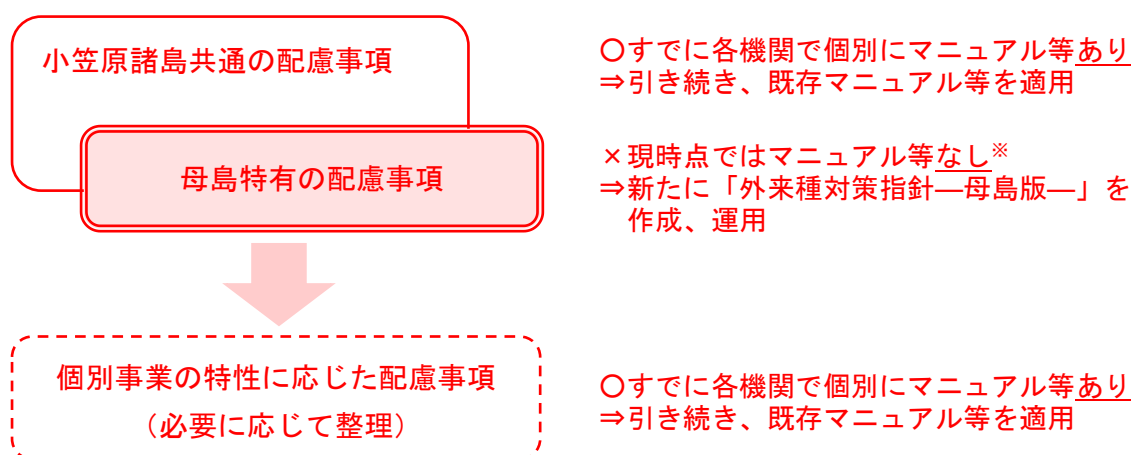 小笠原諸島共通の配慮事項
〇すでに各機関で個別にマニュアル等あり
⇒引き続き、既存マニュアル等を適用
母島特有の配慮事項
×現時点ではマニュアル等なし※
⇒新たに「外来種対策指針―母島版―」を
作成、運用
個別事業の特性に応じた配慮事項
（必要に応じて整理）
〇すでに各機関で個別にマニュアル等あり
⇒引き続き、既存マニュアル等を適用